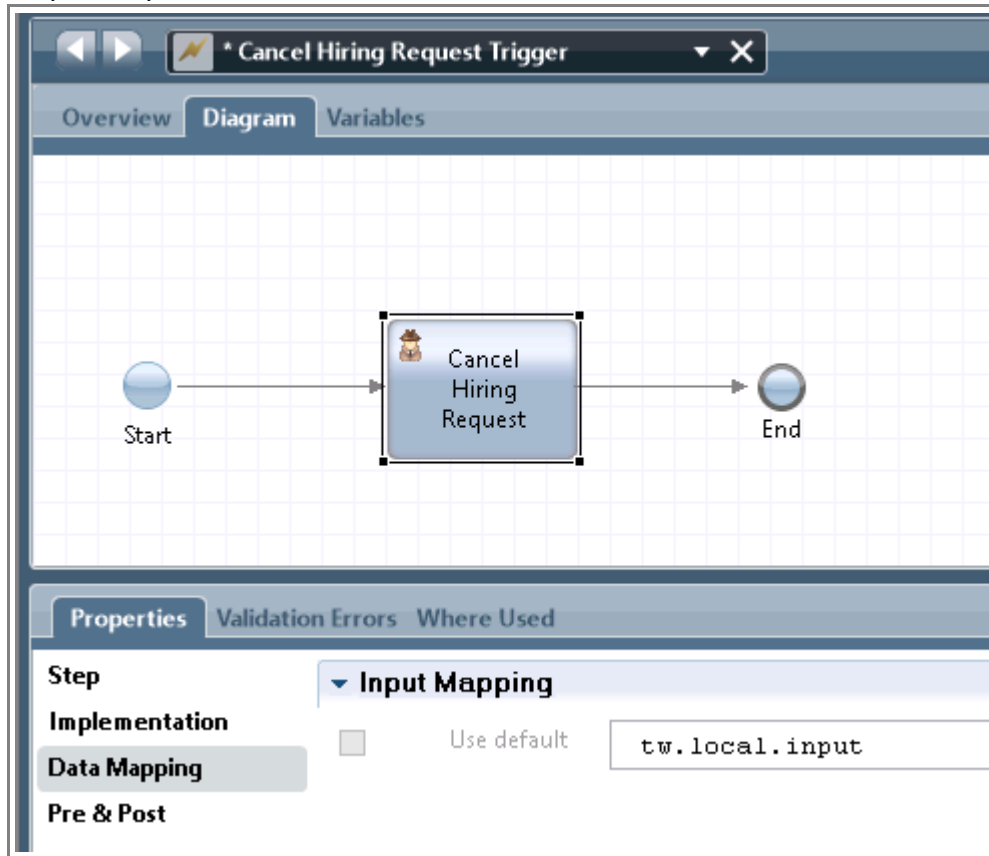 * Cancel Hiring Request Trigger
Overview Diagram Variables
Cancel
Hiring
Request
Start
End
Properties Validation Errors Where Used
Step
Implementation
Data Mapping
Pre & Post
Input Mapping
Use default
tw.local.input